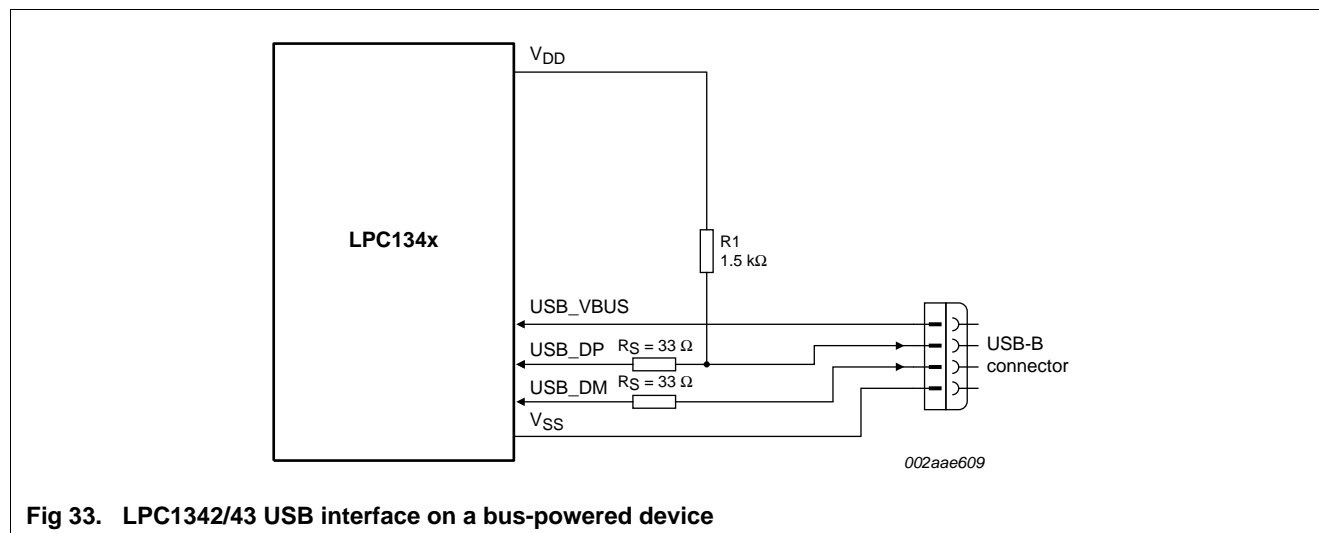 VDD
LPC134x
R1
1.5 kΩ
USB_VBUS
USB_DP RS = 33 Ω
USB-B
connector
USB_DM RS = 33 Ω
VSS
002aae609
Fig 33. LPC1342/43 USB interface on a bus-powered device